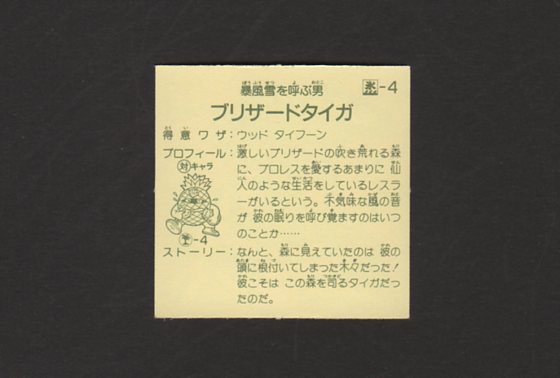 暴風雪を呼ぶ男
氷-4
ブリザードタイガ
得意ワザ：ウッド タイフーン
プロフィール：激しいブリザードの吹き荒れる森
に、プロレスを愛するあまりに 仙
人のような生活をしているレスラ
ーがいるという。不気味な風の音
が 彼の眠りを呼び覚ますのはいつ
のことか……
対キャラ
-4
ストーリー：なんと、森に見えていたのは 彼の
頭に根付いてしまった木々だった！
彼こそは この森を司るタイガだっ
たのだ。